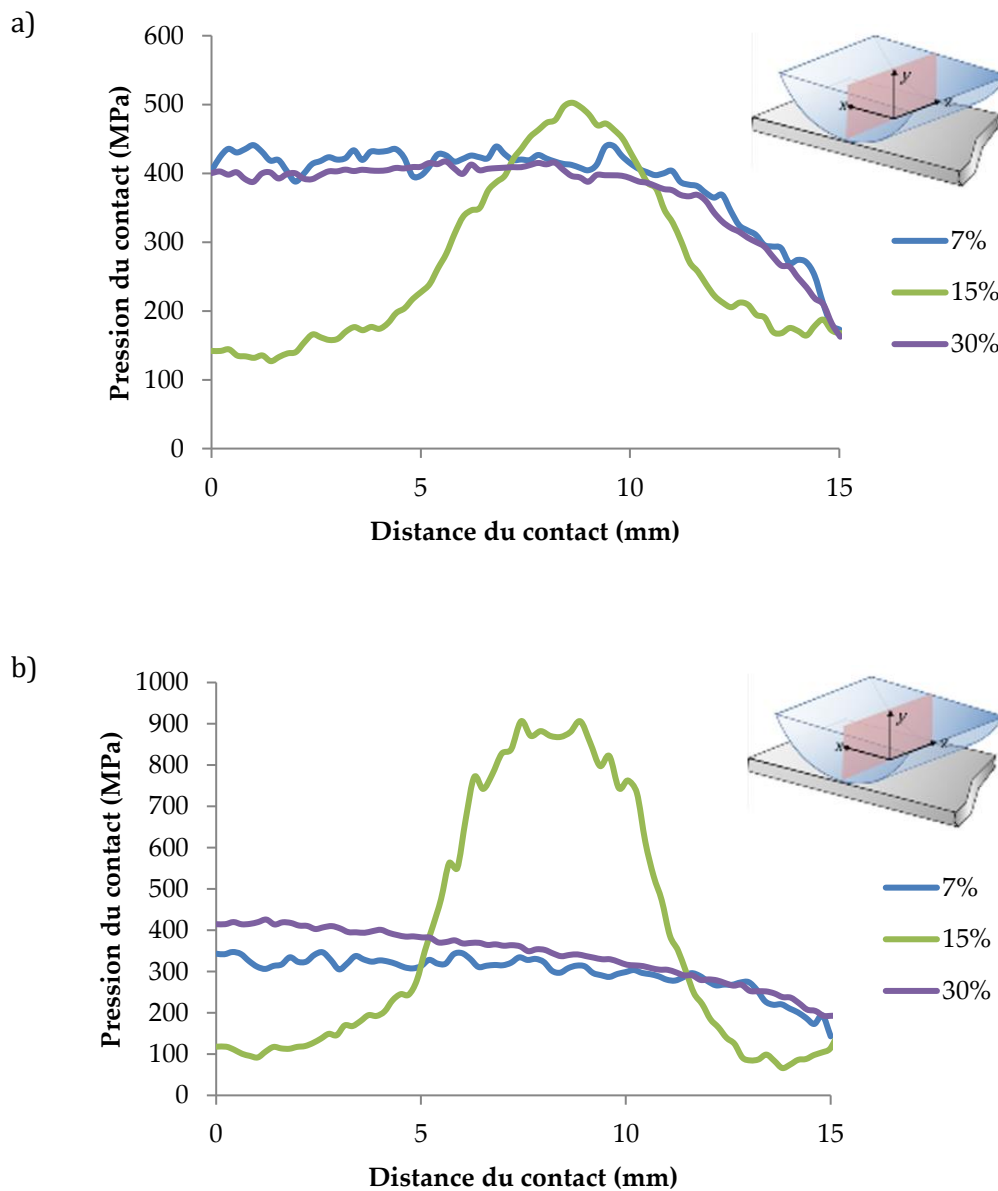 a)
Pression du contact (MPa)
600
500
400
300
200
100
0
0 5 10 15
Distance du contact (mm)
x y z
7%
15%
30%
b)
Pression du contact (MPa)
1000
900
800
700
600
500
400
300
200
100
0
0 5 10 15
Distance du contact (mm)
x y z
7%
15%
30%